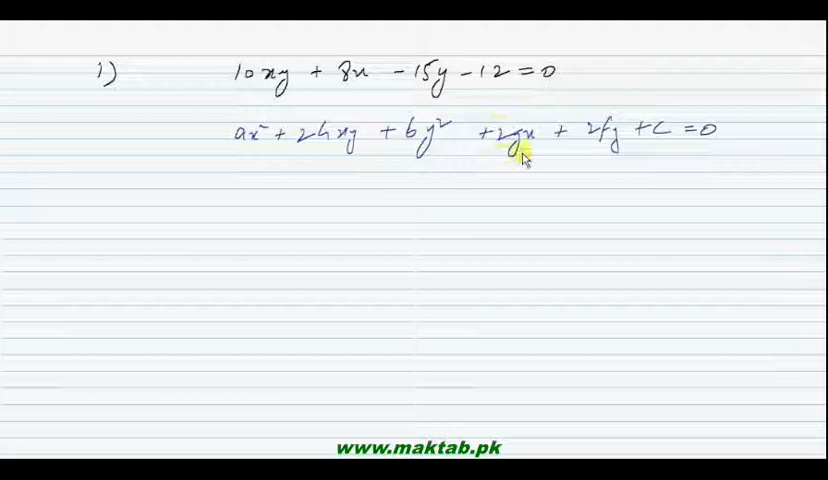 1) 10xy + 8x - 15y - 12 = 0
ax² + 2hxy + by² + 2gx + 2fy + c = 0
www.maktab.pk